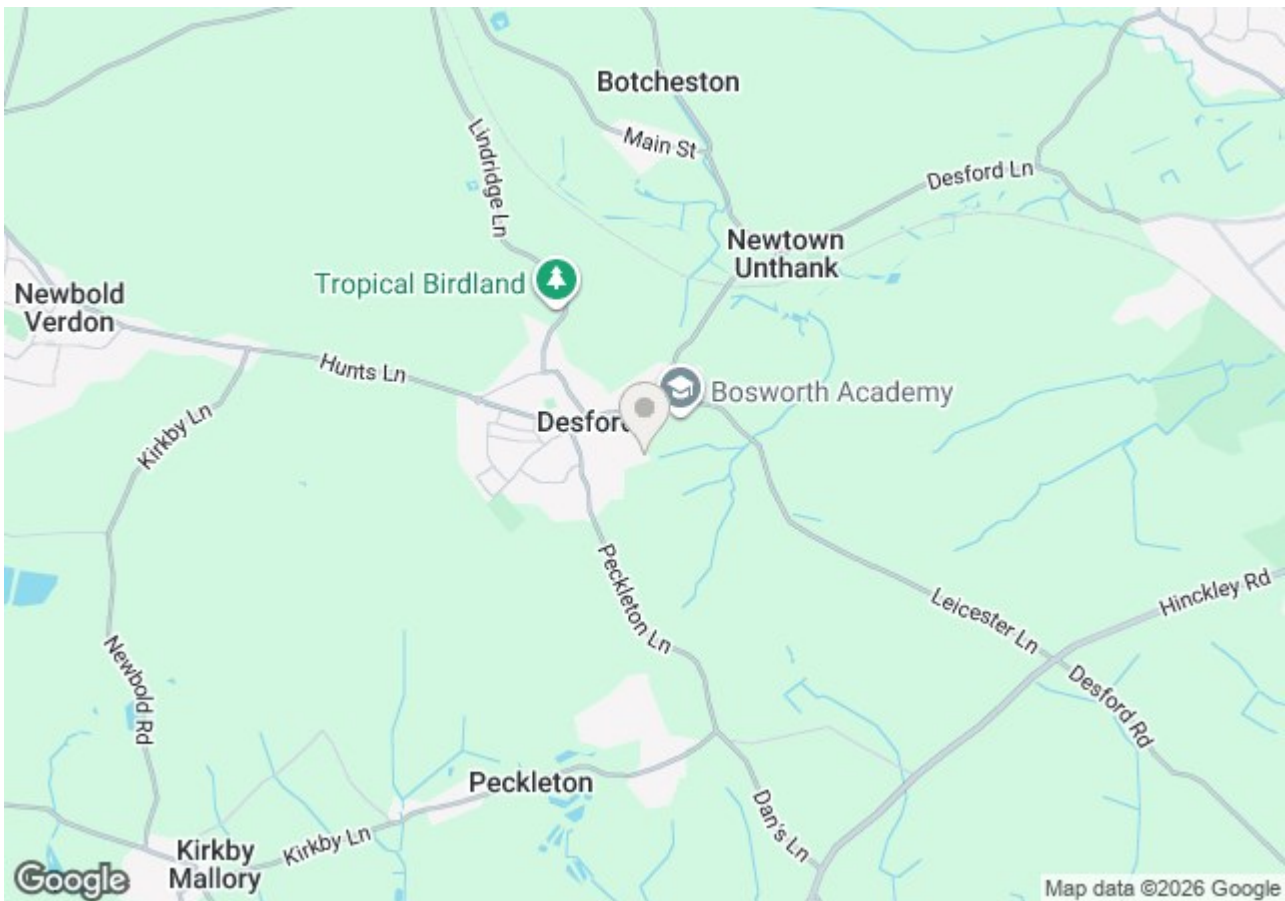 Botcheston
Main St
Lindridge Ln
Desford Ln
Newtown
Unthank
Tropical Birdland
Newbold
Verdon
Hunts Ln
Bosworth Academy
Desford
Kirkby Ln
Peckleton Ln
Leicester Ln
Hinckley Rd
Newbold Rd
Desford Rd
Peckleton
Dan's Ln
Kirkby Ln
Kirkby
Mallory
Google
Map data ©2026 Google